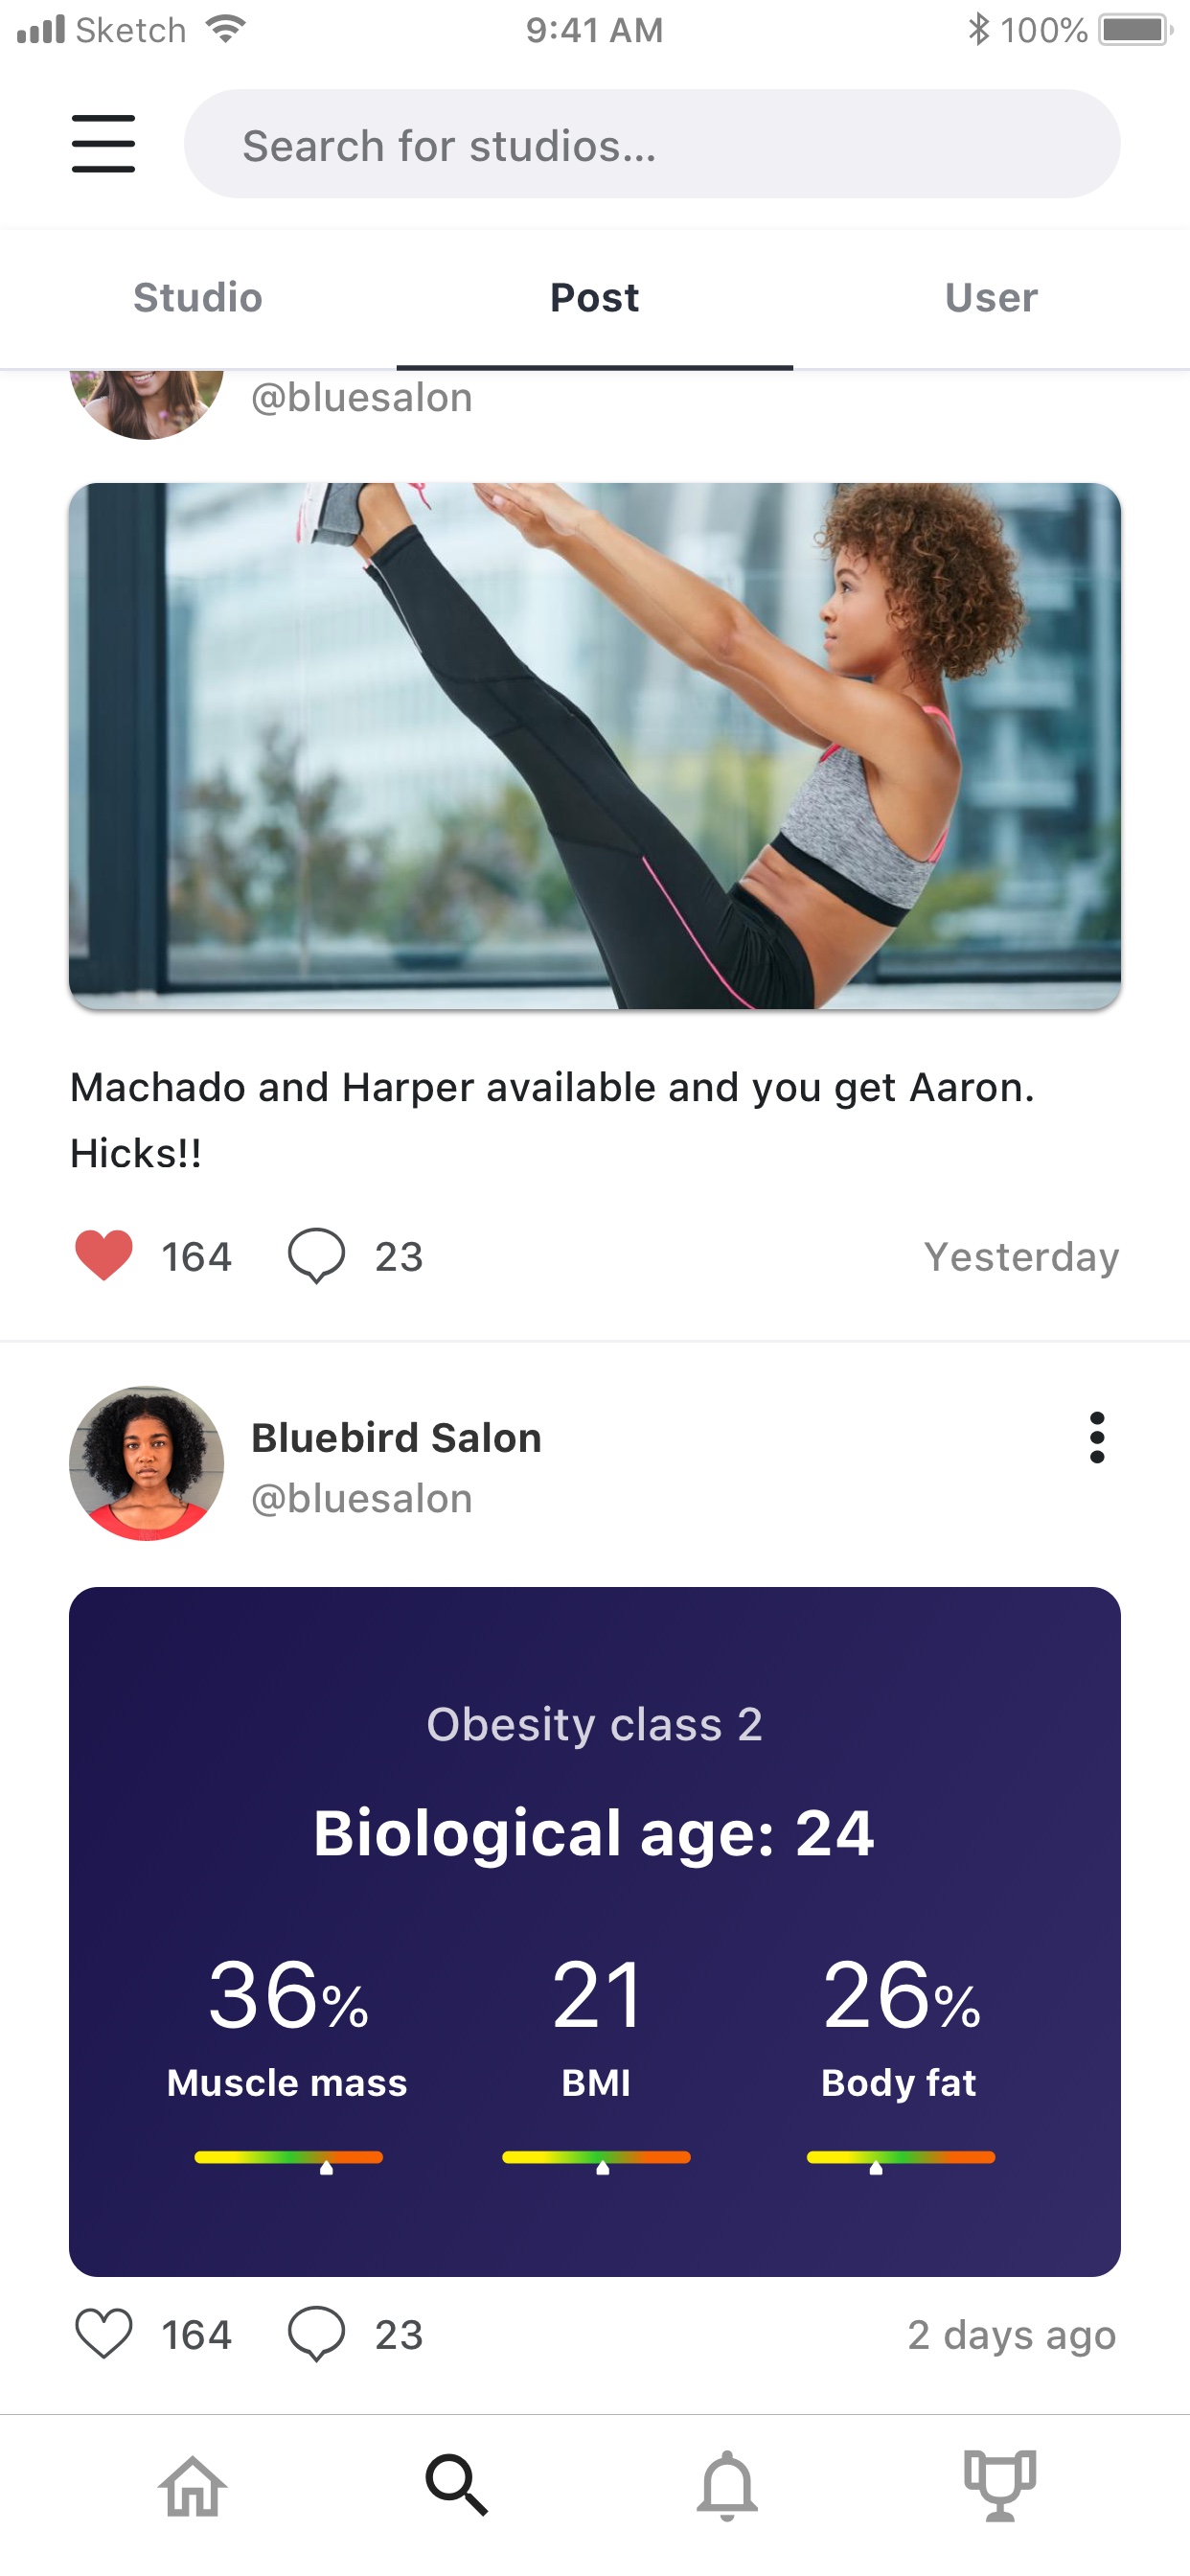 Sketch 9:41 AM 100%
Search for studios...
Studio Post User
@bluesalon
Machado and Harper available and you get Aaron.
Hicks!!
164 23 Yesterday
Bluebird Salon
@bluesalon
Obesity class 2
Biological age: 24
36% 21 26%
Muscle mass BMI Body fat
164 23 2 days ago